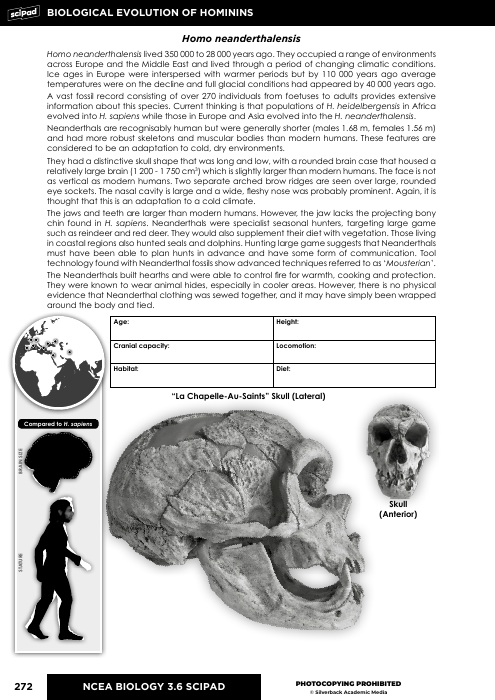 scipad BIOLOGICAL EVOLUTION OF HOMININS
Homo neanderthalensis
Homo neanderthalensis lived 350 000 to 28 000 years ago. They occupied a range of environments
across Europe and the Middle East and lived through a period of changing climatic conditions.
Ice ages in Europe were interspersed with warmer periods but by 110 000 years ago average
temperatures were on the decline and full glacial conditions had appeared by 40 000 years ago.
A vast fossil record consisting of over 270 individuals from foetuses to adults provides extensive
information about this species. Current thinking is that populations of H. heidelbergensis in Africa
evolved into H. sapiens while those in Europe and Asia evolved into the H. neanderthalensis.
Neanderthals are recognisably human but were generally shorter (males 1.68 m, females 1.56 m)
and had more robust skeletons and muscular bodies than modern humans. These features are
considered to be an adaptation to cold, dry environments.
They had a distinctive skull shape that was long and low, with a rounded brain case that housed a
relatively large brain (1 200 - 1 750 cm³) which is slightly larger than modern humans. The face is not
as vertical as modern humans. Two separate arched brow ridges are seen over large, rounded
eye sockets. The nasal cavity is large and a wide, fleshy nose was probably prominent. Again, it is
thought that this is an adaptation to a cold climate.
The jaws and teeth are larger than modern humans. However, the jaw lacks the projecting bony
chin found in H. sapiens. Neanderthals were specialist seasonal hunters, targeting large game
such as reindeer and red deer. They would also supplement their diet with vegetation. Those living
in coastal regions also hunted seals and dolphins. Hunting large game suggests that Neanderthals
must have been able to plan hunts in advance and have some form of communication. Tool
technology found with Neanderthal fossils show advanced techniques referred to as 'Mousterian'.
The Neanderthals built hearths and were able to control fire for warmth, cooking and protection.
They were known to wear animal hides, especially in cooler areas. However, there is no physical
evidence that Neanderthal clothing was sewed together, and it may have simply been wrapped
around the body and tied.
Age: Height:
Cranial capacity: Locomotion:
Habitat: Diet:
"La Chapelle-Au-Saints" Skull (Lateral)
Compared to H. sapiens
BRAIN SIZE
STATURE
Skull
(Anterior)
272 NCEA BIOLOGY 3.6 SCIPAD PHOTOCOPYING PROHIBITED
© Silverback Academic Media